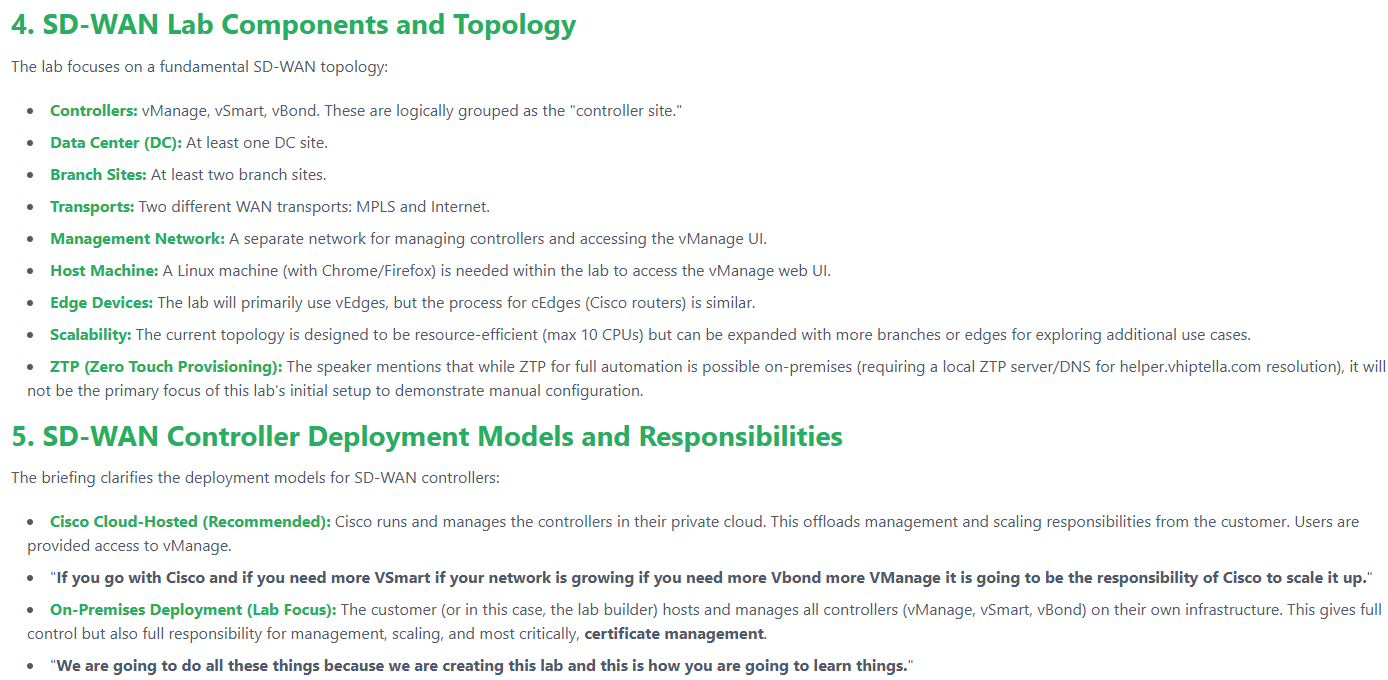 4. SD-WAN Lab Components and Topology
The lab focuses on a fundamental SD-WAN topology:
• Controllers: vManage, vSmart, vBond. These are logically grouped as the "controller site."
• Data Center (DC): At least one DC site.
• Branch Sites: At least two branch sites.
• Transports: Two different WAN transports: MPLS and Internet.
• Management Network: A separate network for managing controllers and accessing the vManage UI.
• Host Machine: A Linux machine (with Chrome/Firefox) is needed within the lab to access the vManage web UI.
• Edge Devices: The lab will primarily use vEdges, but the process for cEdges (Cisco routers) is similar.
• Scalability: The current topology is designed to be resource-efficient (max 10 CPUs) but can be expanded with more branches or edges for exploring additional use cases.
• ZTP (Zero Touch Provisioning): The speaker mentions that while ZTP for full automation is possible on-premises (requiring a local ZTP server/DNS for helper.vhiptella.com resolution), it will
not be the primary focus of this lab's initial setup to demonstrate manual configuration.
5. SD-WAN Controller Deployment Models and Responsibilities
The briefing clarifies the deployment models for SD-WAN controllers:
• Cisco Cloud-Hosted (Recommended): Cisco runs and manages the controllers in their private cloud. This offloads management and scaling responsibilities from the customer. Users are
provided access to vManage.
• "If you go with Cisco and if you need more VSmart if your network is growing if you need more Vbond more VManage it is going to be the responsibility of Cisco to scale it up."
• On-Premises Deployment (Lab Focus): The customer (or in this case, the lab builder) hosts and manages all controllers (vManage, vSmart, vBond) on their own infrastructure. This gives full
control but also full responsibility for management, scaling, and most critically, certificate management.
• "We are going to do all these things because we are creating this lab and this is how you are going to learn things."